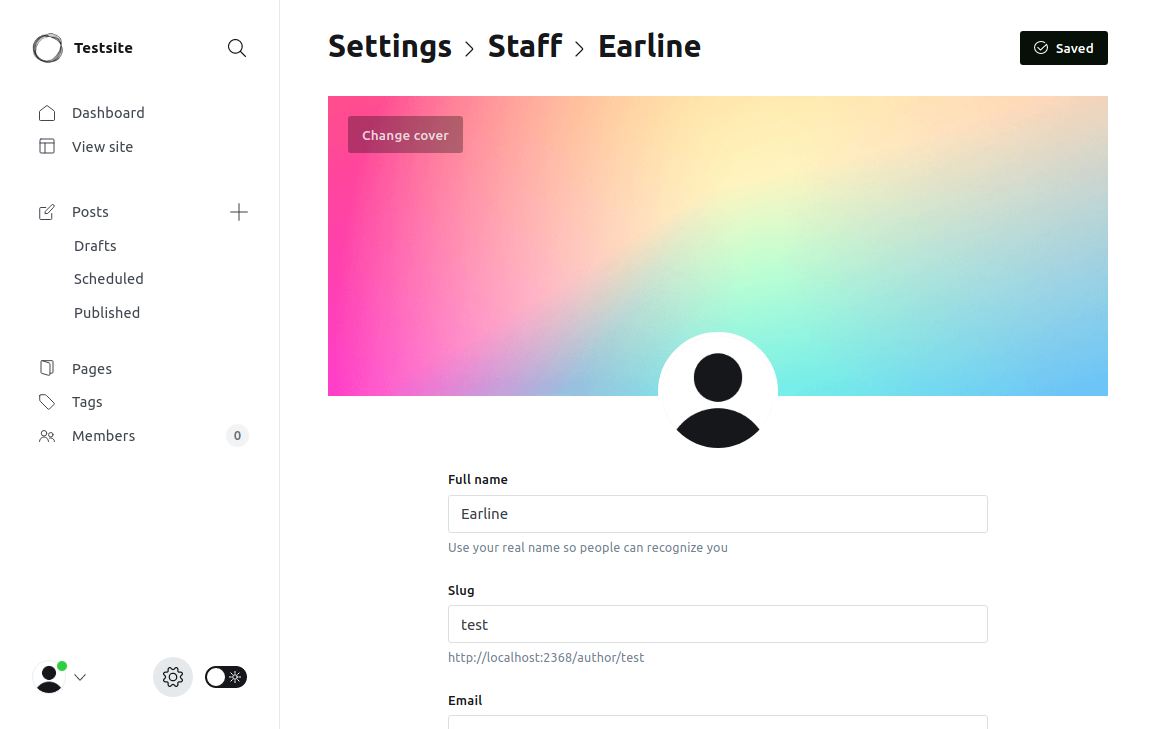 Testsite
Dashboard
View site
Posts
Drafts
Scheduled
Published
Pages
Tags
Members 0
Settings > Staff > Earline
Saved
Change cover
Full name
Earline
Use your real name so people can recognize you
Slug
test
http://localhost:2368/author/test
Email